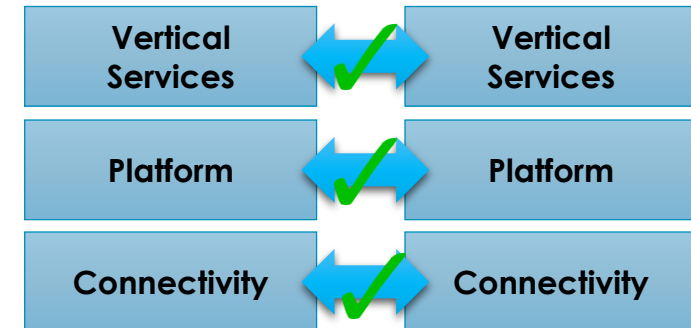 Vertical
Services
Vertical
Services
Platform
Platform
Connectivity
Connectivity